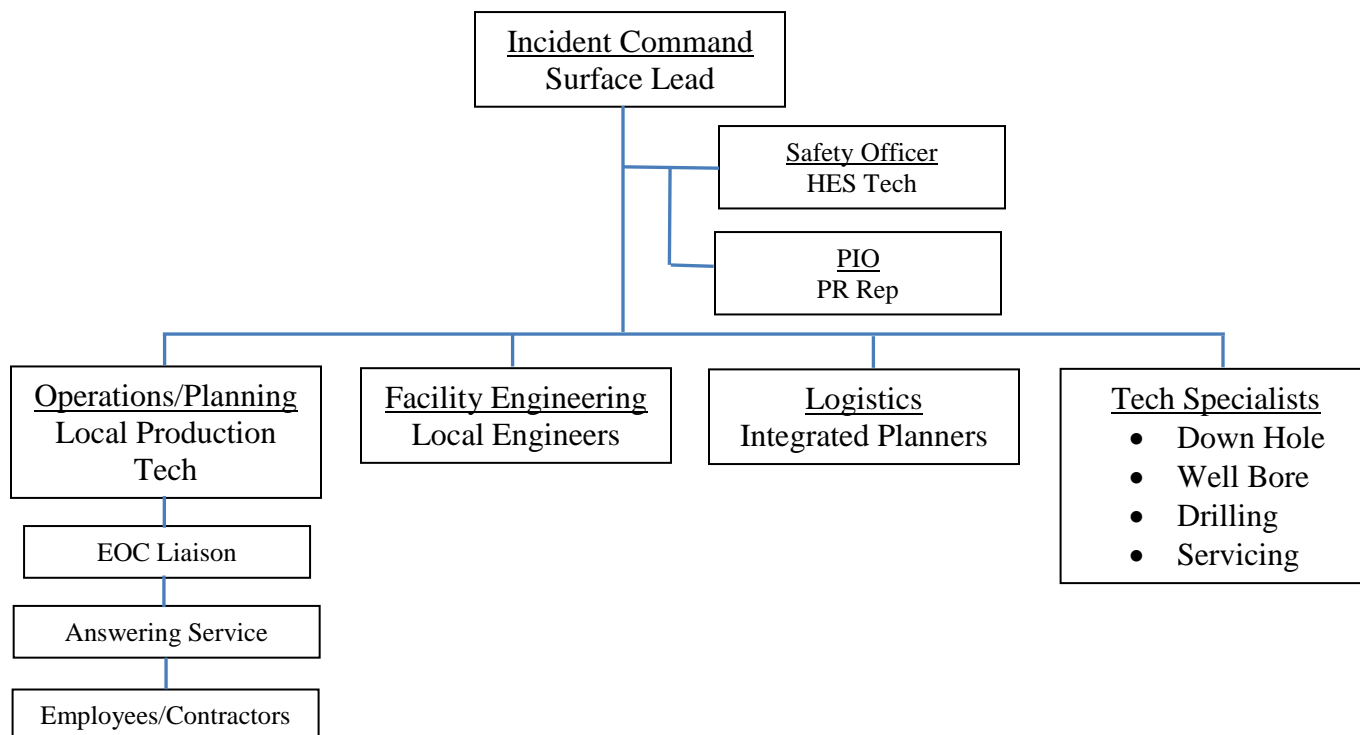 Incident Command
Surface Lead
Safety Officer
HES Tech
PIO
PR Rep
Operations/Planning
Local Production
Tech
Facility Engineering
Local Engineers
Logistics
Integrated Planners
Tech Specialists
• Down Hole
• Well Bore
• Drilling
• Servicing
EOC Liaison
Answering Service
Employees/Contractors